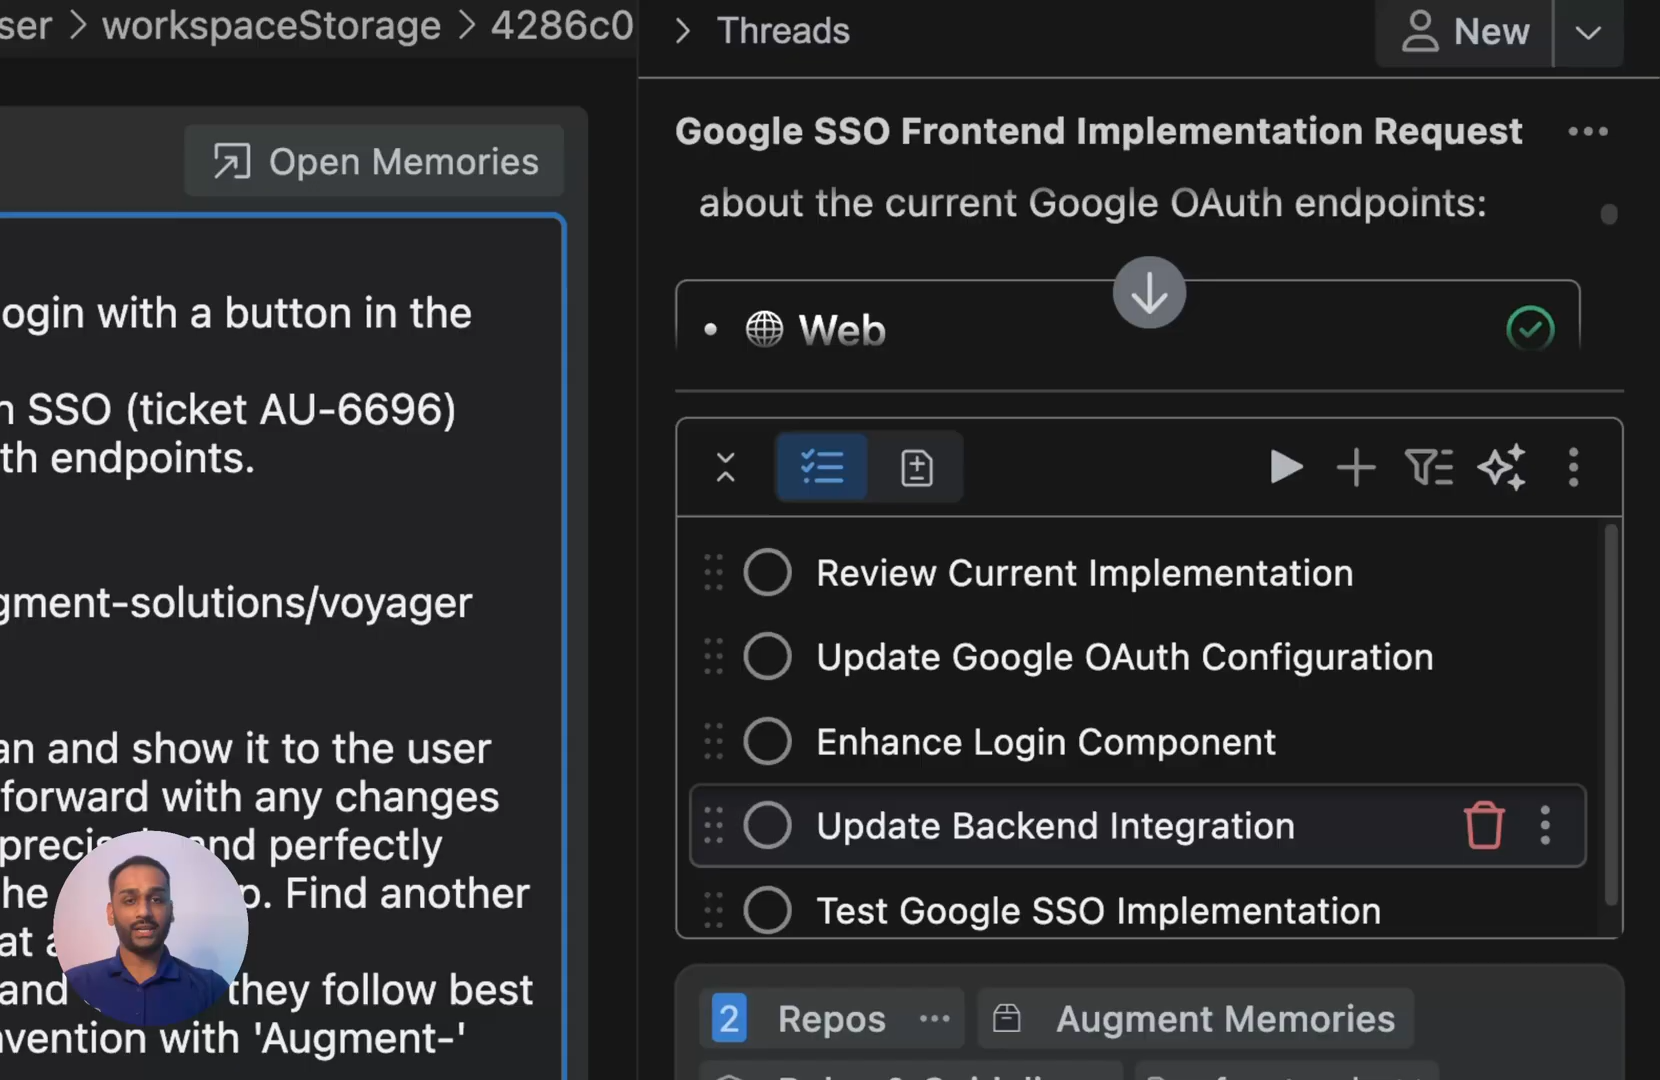 ser > workspaceStorage > 4286c0
Open Memories
ogin with a button in the
n SSO (ticket AU-6696)
th endpoints.
gment-solutions/voyager
an and show it to the user
forward with any changes
and perfectly
he p. Find another
at
and they follow best
nvention with 'Augment-'
Threads
New
Google SSO Frontend Implementation Request
about the current Google OAuth endpoints:
Web
Review Current Implementation
Update Google OAuth Configuration
Enhance Login Component
Update Backend Integration
Test Google SSO Implementation
2 Repos
Augment Memories